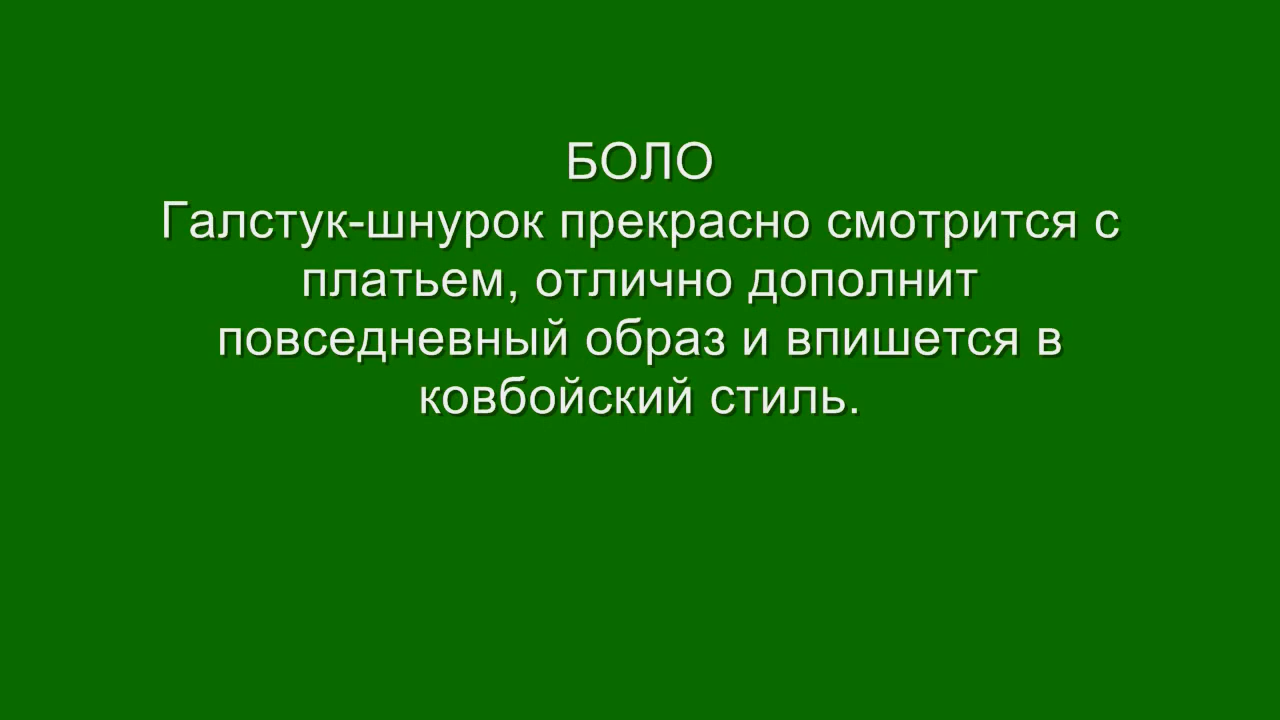 БОЛО
Галстук-шнурок прекрасно смотрится с
платьем, отлично дополнит
повседневный образ и впишется в
ковбойский стиль.